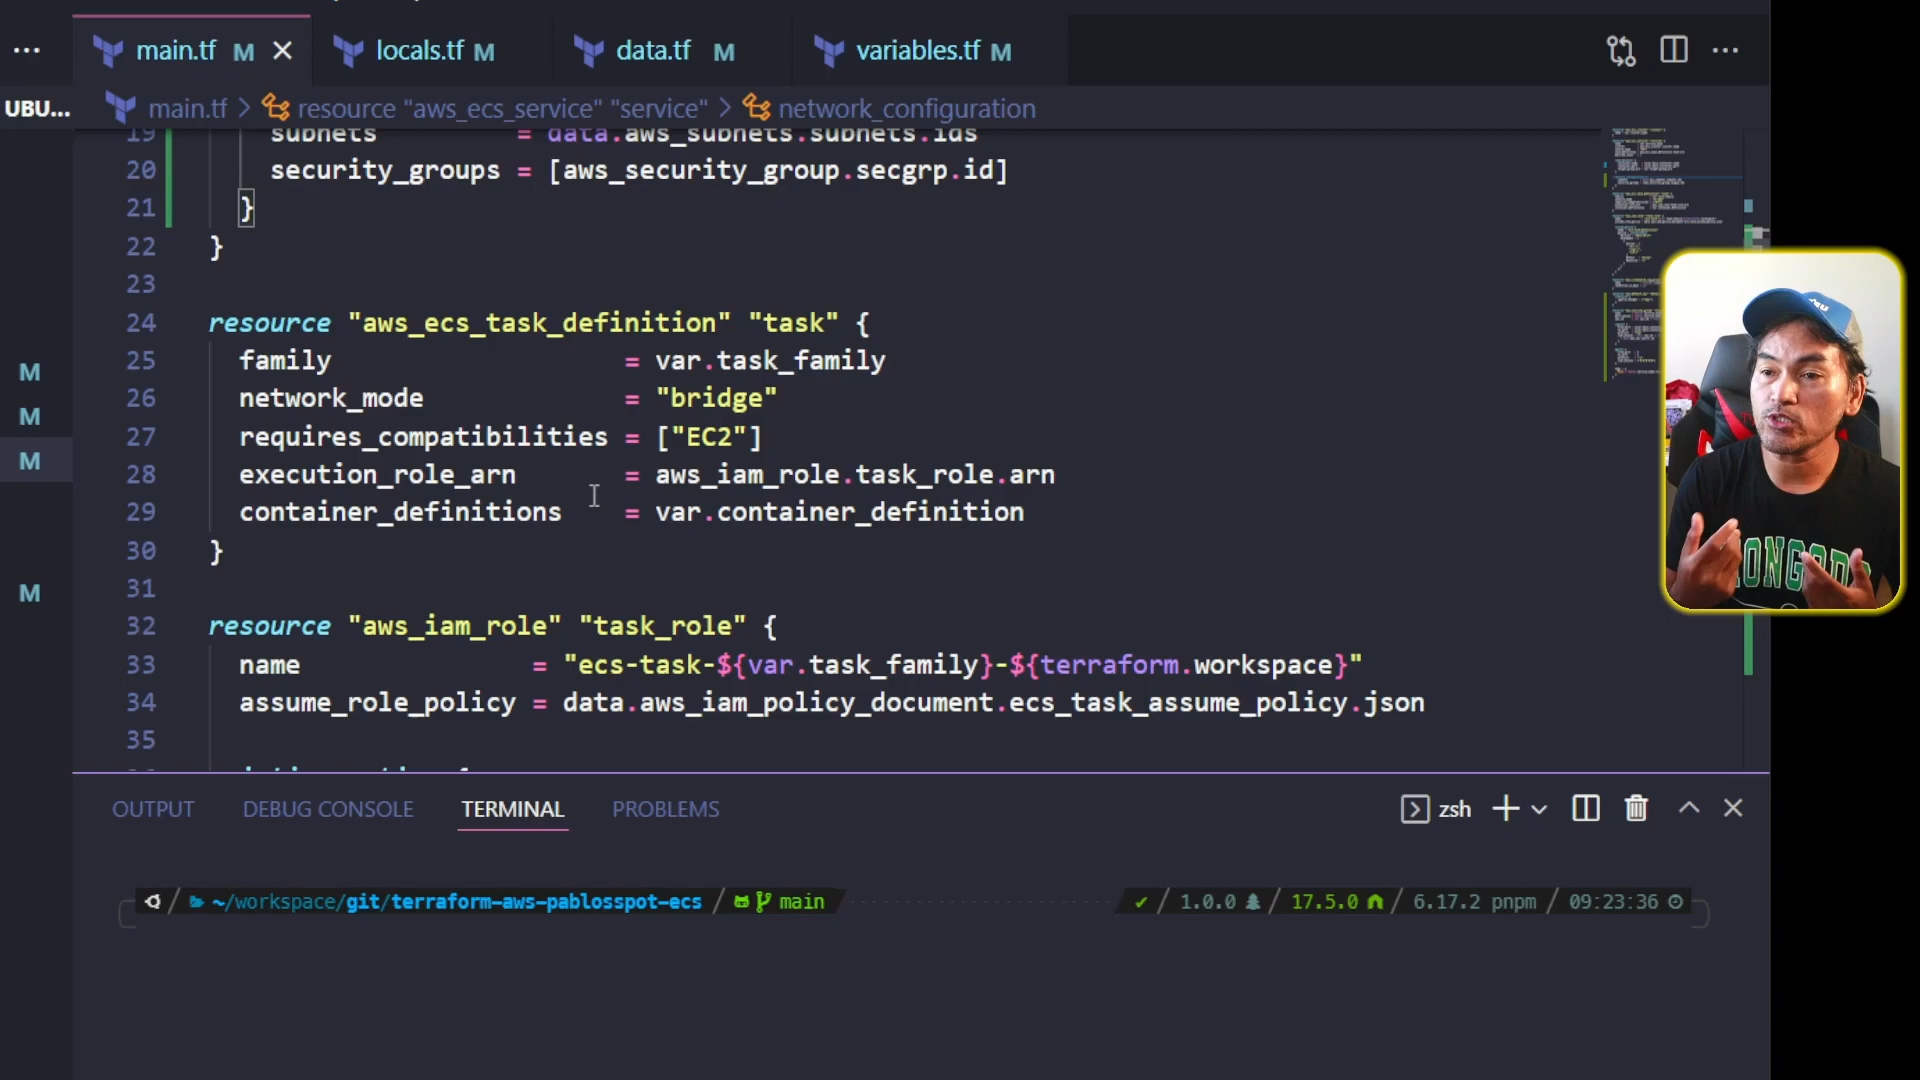 main.tf M
locals.tf M
data.tf M
variables.tf M
UBU...
main.tf > resource "aws_ecs_service" "service" > network_configuration
19 subnets = data.aws_subnets.subnets.ids
20 security_groups = [aws_security_group.secgrp.id]
21 }
22 }
23
24 resource "aws_ecs_task_definition" "task" {
25 family = var.task_family
26 network_mode = "bridge"
27 requires_compatibilities = ["EC2"]
28 execution_role_arn = aws_iam_role.task_role.arn
29 container_definitions = var.container_definition
30 }
31
32 resource "aws_iam_role" "task_role" {
33 name = "ecs-task-${var.task_family}-${terraform.workspace}"
34 assume_role_policy = data.aws_iam_policy_document.ecs_task_assume_policy.json
35
M
M
M
M
OUTPUT DEBUG CONSOLE TERMINAL PROBLEMS
zsh
~/workspace/git/terraform-aws-pablosspot-ecs / main
1.0.0 / 17.5.0 / 6.17.2 pnpm / 09:23:36